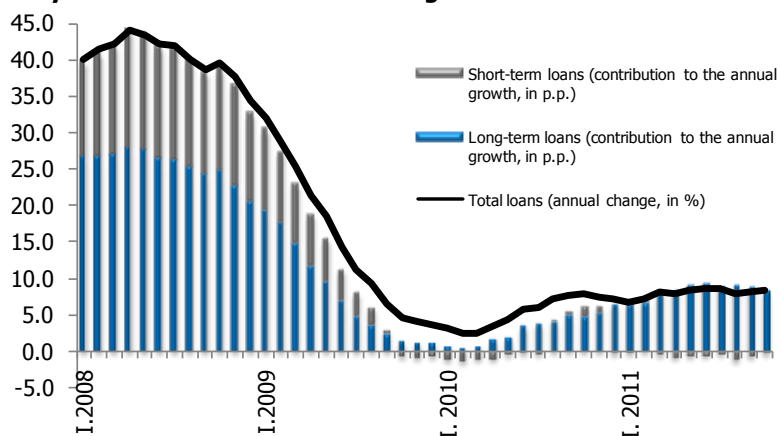 45.0
40.0
35.0
30.0
25.0
20.0
15.0
10.0
5.0
0.0
-5.0
Short-term loans (contribution to the annual
growth, in p.p.)
Long-term loans (contribution to the annual
growth, in p.p.)
Total loans (annual change, in %)
I.2008
I.2009
I. 2010
I. 2011